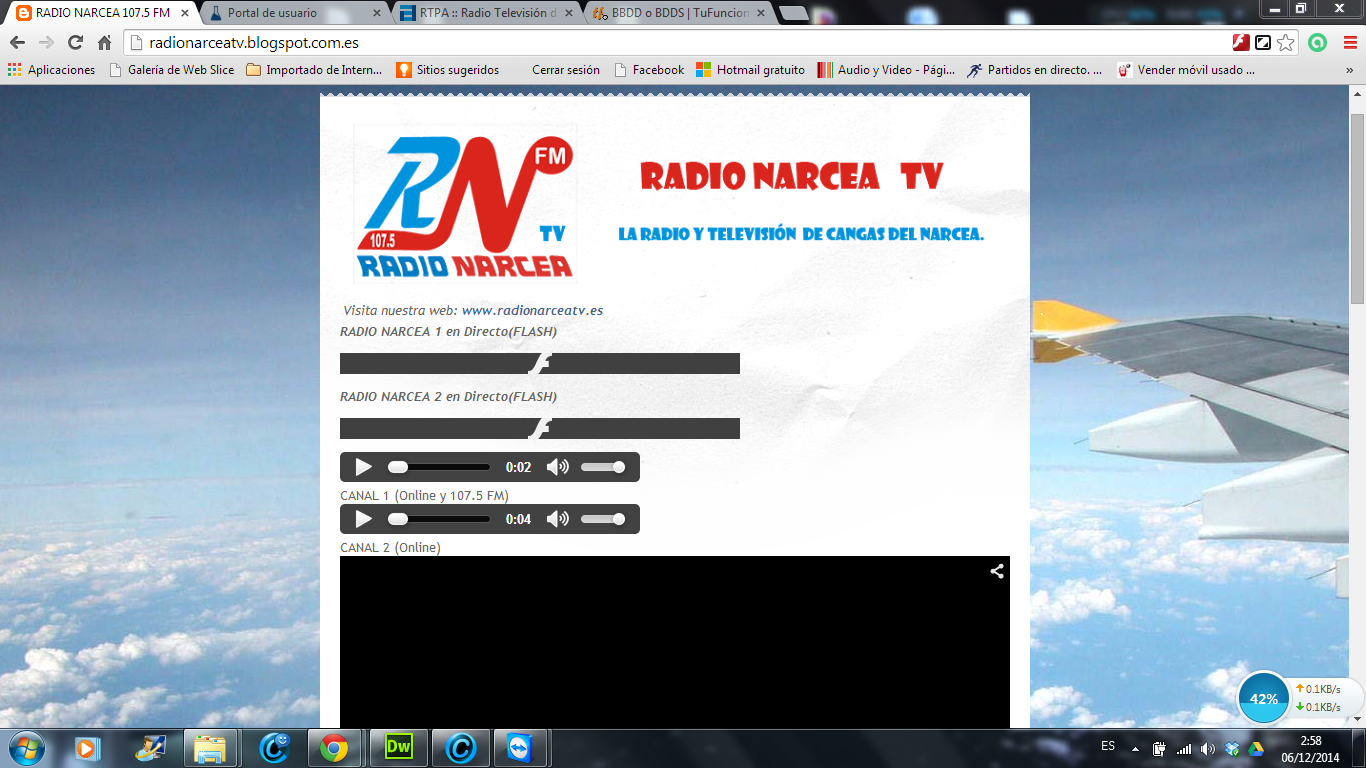 RADIO NARCEA 107.5 FM
Portal de usuario
RTPA :: Radio Televisión d
BBDD o BDDS | TuFuncion
radionarceatv.blogspot.com.es
Aplicaciones
Galería de Web Slice
Importado de Intern...
Sitios sugeridos
Cerrar sesión
Facebook
Hotmail gratuito
Audio y Video - Pági...
Partidos en directo. ...
Vender móvil usado ...
»
RN FM
107.5
TV
RADIO NARCEA
RADIO NARCEA TV
LA RADIO Y TELEVISIÓN DE CANGAS DEL NARCEA.
Visita nuestra web: www.radionarceatv.es
RADIO NARCEA 1 en Directo(FLASH)
RADIO NARCEA 2 en Directo(FLASH)
0:02
CANAL 1 (Online y 107.5 FM)
0:04
CANAL 2 (Online)
42%
0.1KB/s
0.1KB/s
Dw
ES
2:58
06/12/2014